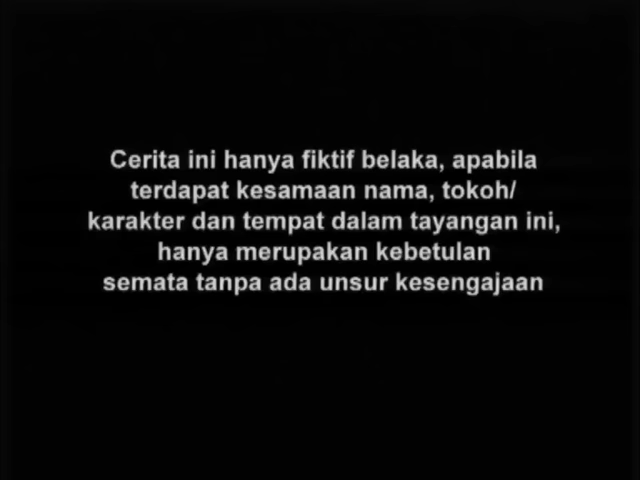 Cerita ini hanya fiktif belaka, apabila
terdapat kesamaan nama, tokoh/
karakter dan tempat dalam tayangan ini,
hanya merupakan kebetulan
semata tanpa ada unsur kesengajaan